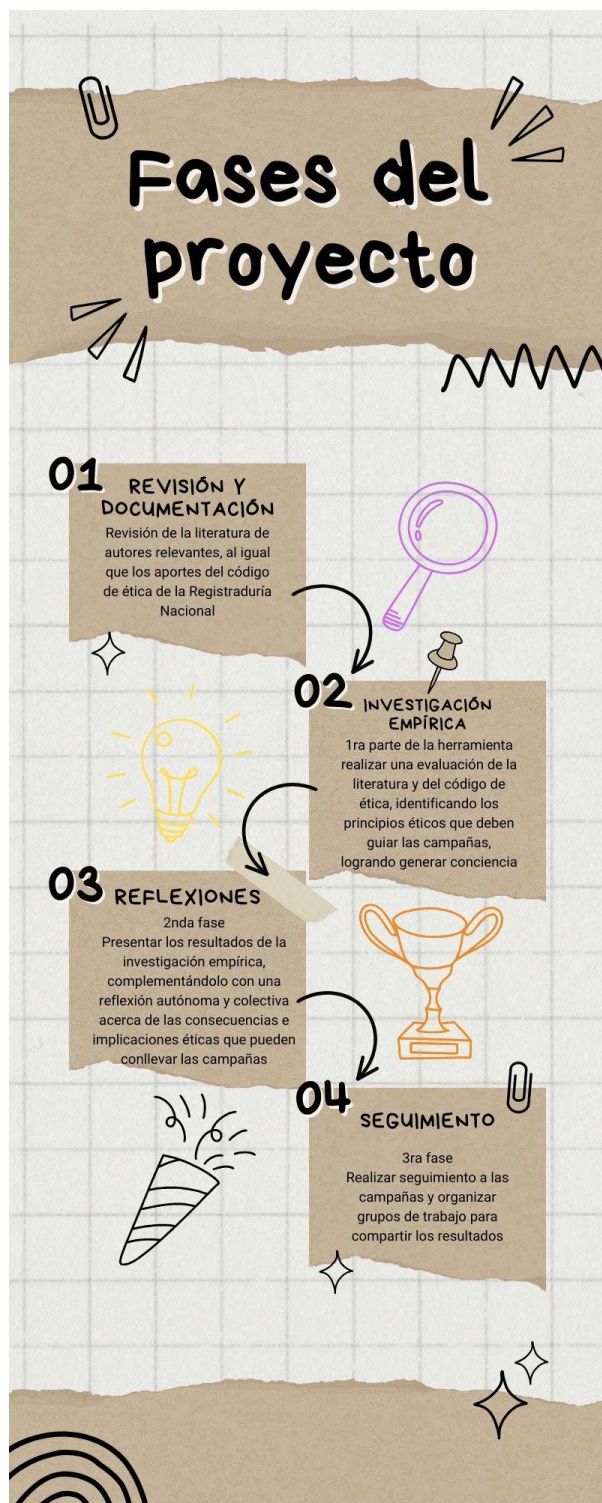 Fases del
proyecto
01
REVISIÓN Y
DOCUMENTACIÓN
Revisión de la literatura de
autores relevantes, al igual
que los aportes del código
de ética de la Registraduría
Nacional
02
INVESTIGACIÓN
EMPÍRICA
1ra parte de la herramienta
realizar una evaluación de la
literatura y del código de
ética, identificando los
principios éticos que deben
guiar las campañas,
logrando generar conciencia
03
REFLEXIONES
2nda fase
Presentar los resultados de la
investigación empírica,
complementándolo con una
reflexión autónoma y colectiva
acerca de las consecuencias e
implicaciones éticas que pueden
conllevar las campañas
04
SEGUIMIENTO
3ra fase
Realizar seguimiento a las
campañas y organizar
grupos de trabajo para
compartir los resultados